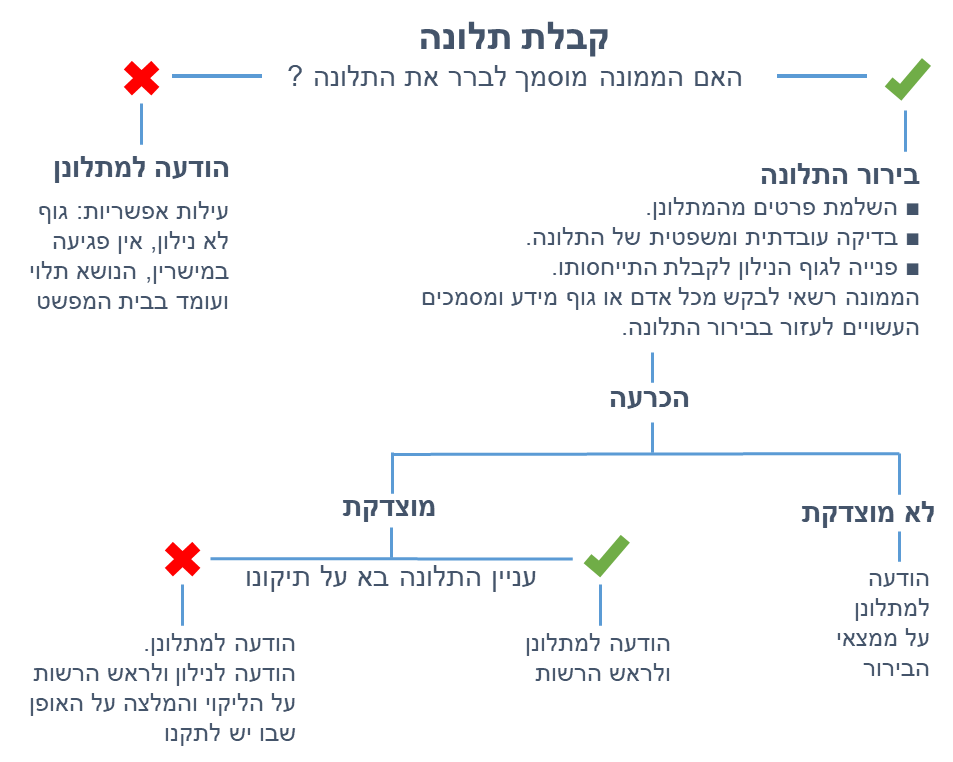 קבלת תלונה
האם הממונה מוסמך לברר את התלונה ?
בירור התלונה
▪ השלמת פרטים מהמתלונן.
▪ בדיקה עובדתית ומשפטית של התלונה.
▪ פנייה לגוף הנילון לקבלת התייחסותו.
הממונה רשאי לבקש מכל אדם או גוף מידע ומסמכים
העשויים לעזור בבירור התלונה.
הודעה למתלונן
עילות אפשריות: גוף
לא נילון, אין פגיעה
במישרין, הנושא תלוי
ועומד בבית המפשט
הכרעה
לא מוצדקת
הודעה
למתלונן
על ממצאי
הבירור
מוצדקת
עניין התלונה בא על תיקונו
הודעה למתלונן
ולראש הרשות
הודעה למתלונן.
הודעה לנילון ולראש הרשות
על הליקוי והמלצה על האופן
שבו יש לתקנו